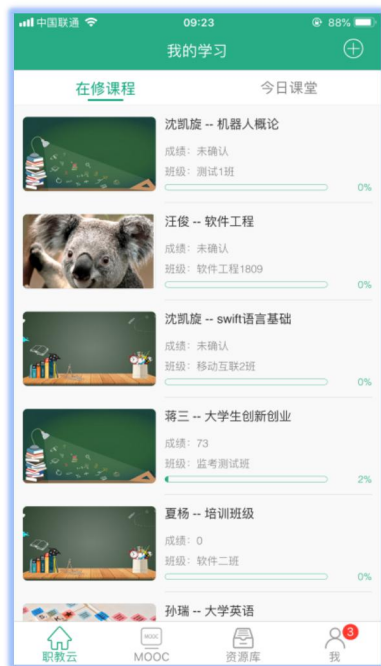 中国联通
09:23
88%
我的学习
在修课程
今日课堂
沈凯旋 -- 机器人概论
成绩：未确认
班级：测试1班
0%
汪俊 -- 软件工程
成绩：未确认
班级：软件工程1809
0%
沈凯旋 -- swift语言基础
成绩：未确认
班级：移动互联2班
0%
蒋三 -- 大学生创新创业
成绩：73
班级：监考测试班
2%
夏杨 -- 培训班级
成绩：0
班级：软件二班
0%
孙瑞 -- 大学英语
职教云
MOOC
MOOC
资源库
3
我